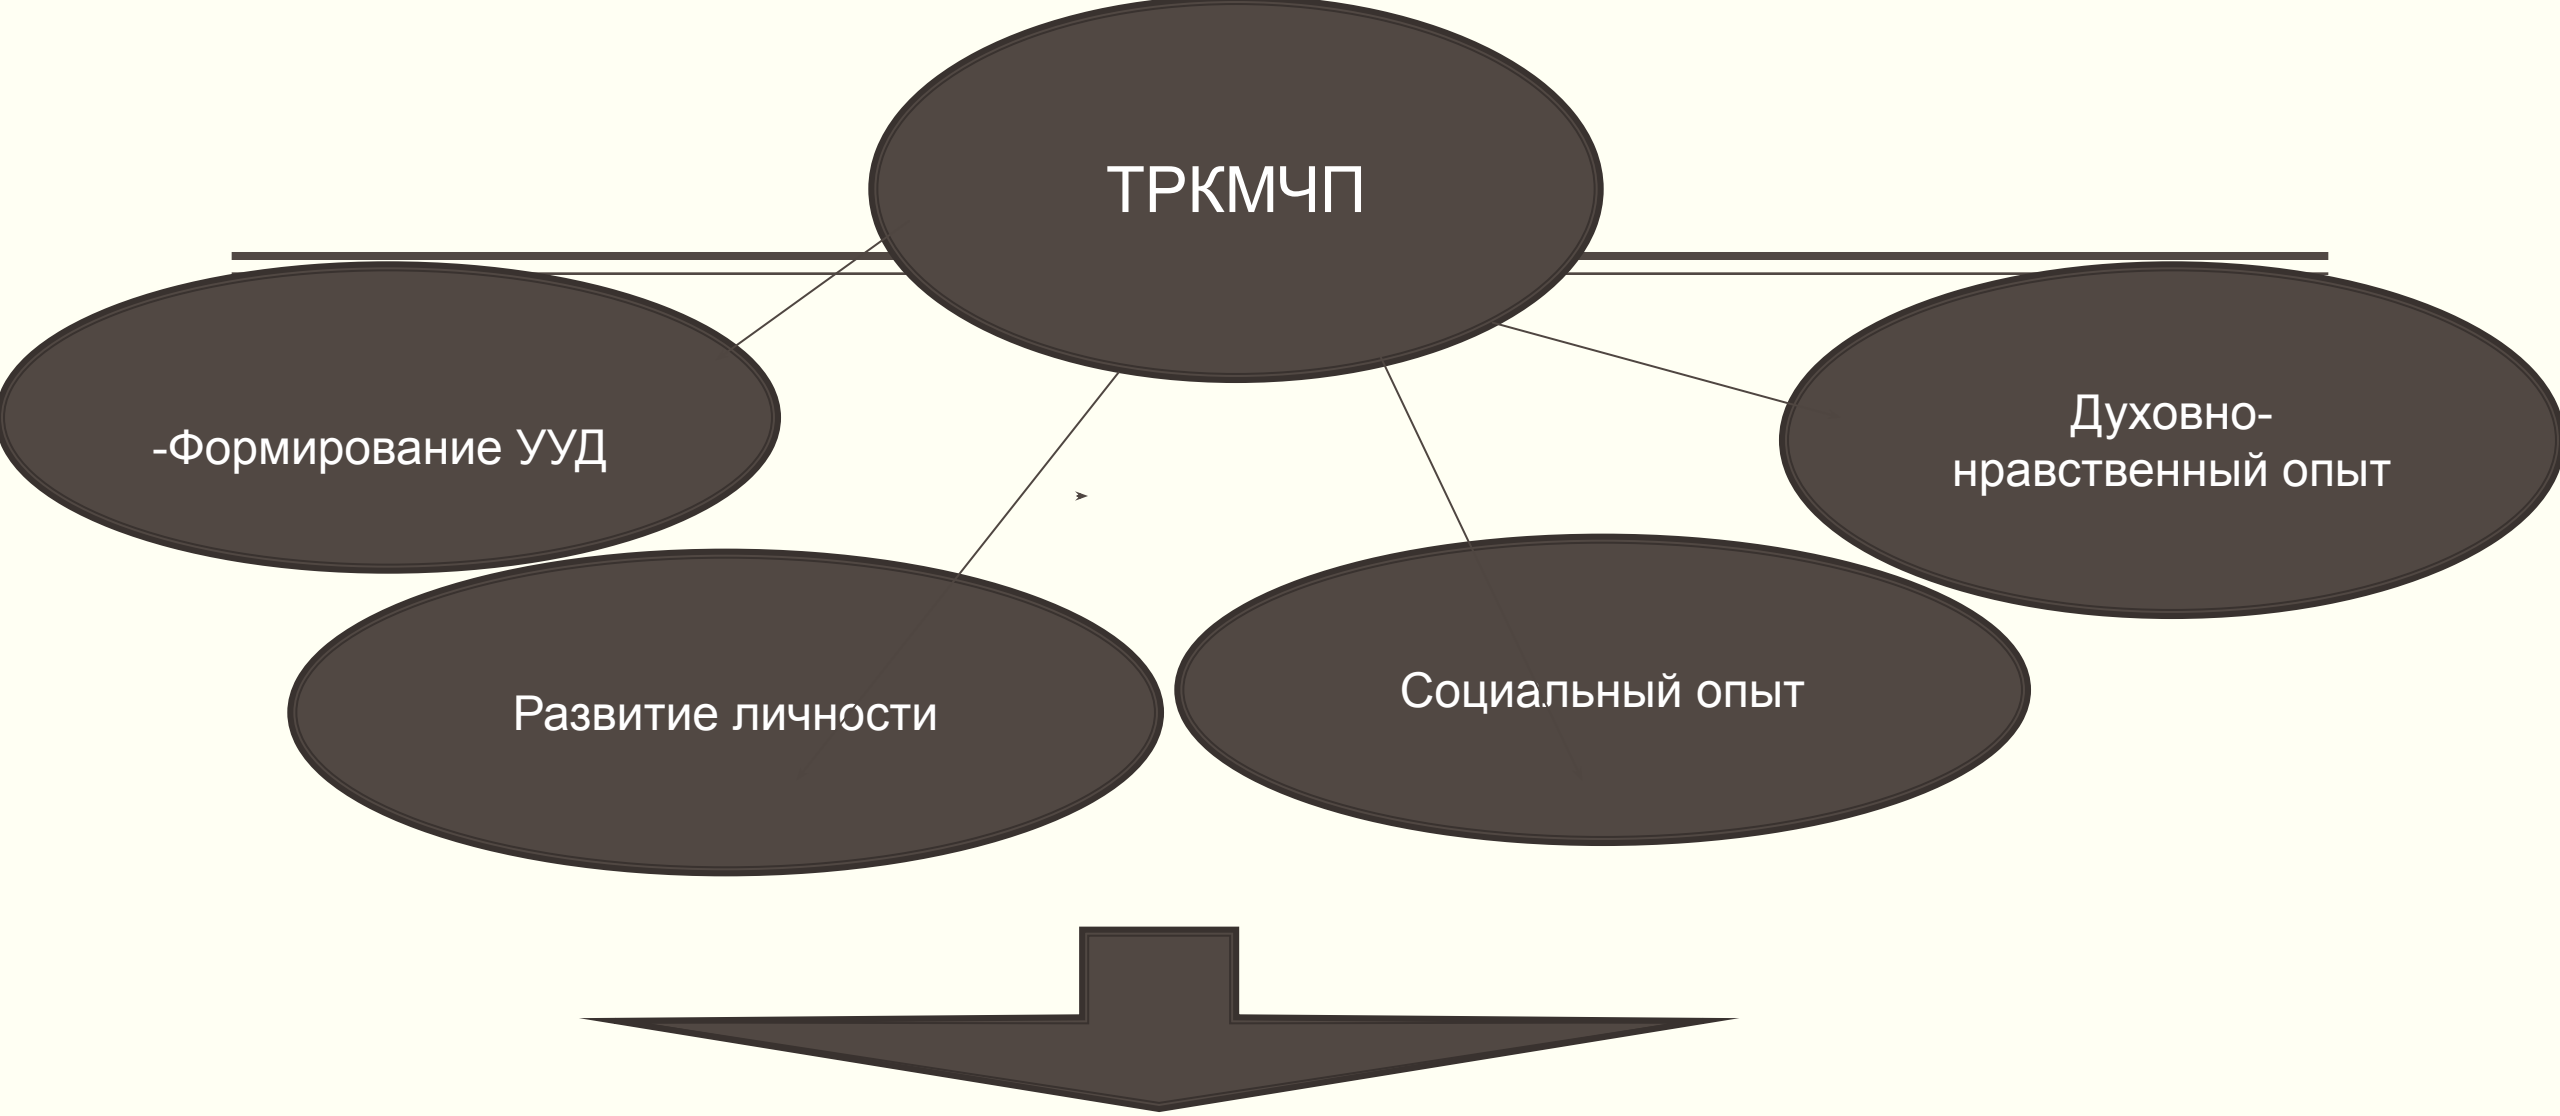 ТРКМЧП
-Формирование УУД
Духовно-
нравственный опыт
Развитие личности
Социальный опыт